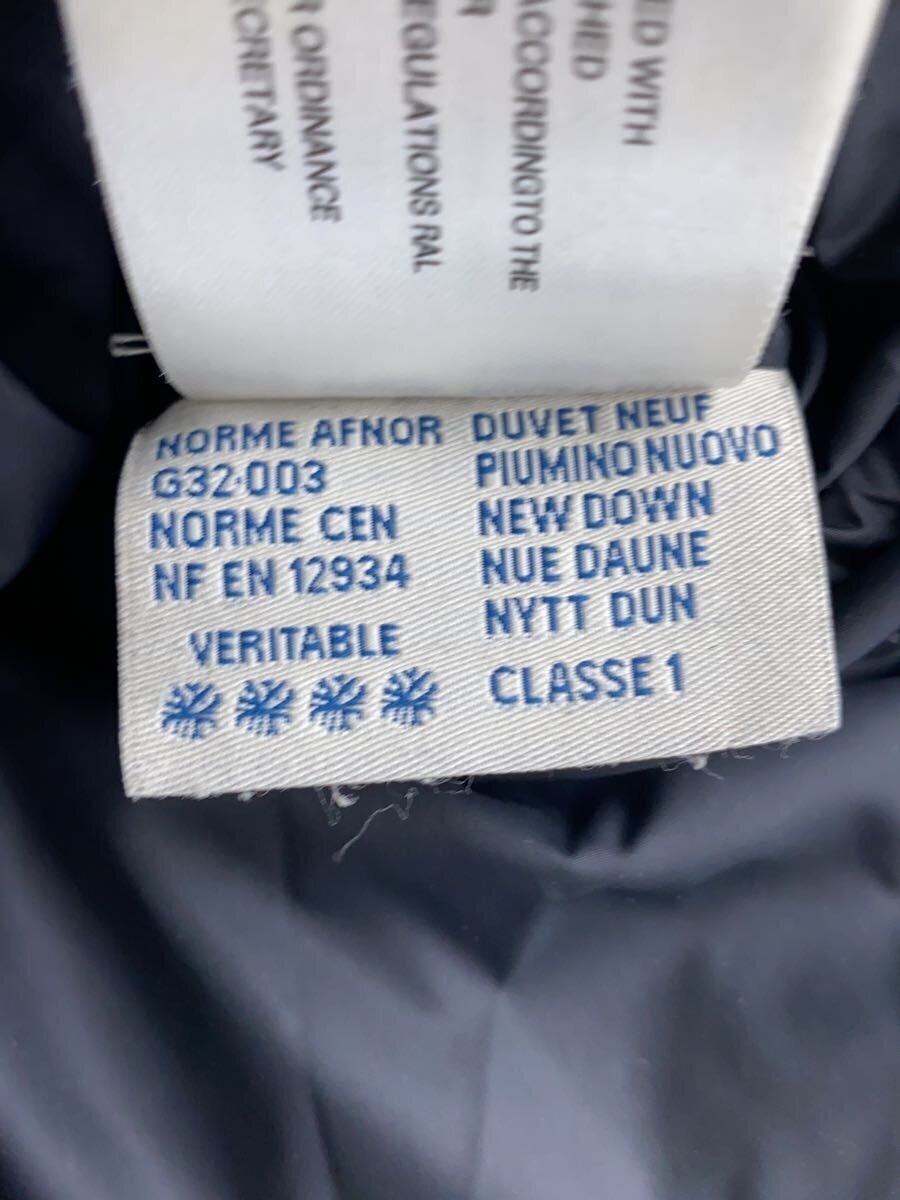 ED WITH
HED
ACCORDINGTO THE
R
EGULATIONS RAL
R ORDINANCE
ECRETARY
NORME AFNOR
G32-003
NORME CEN
NF EN 12934
VERITABLE
DUVET NEUF
PIUMINO NUOVO
NEW DOWN
NUE DAUNE
NYTT DUN
CLASSE 1